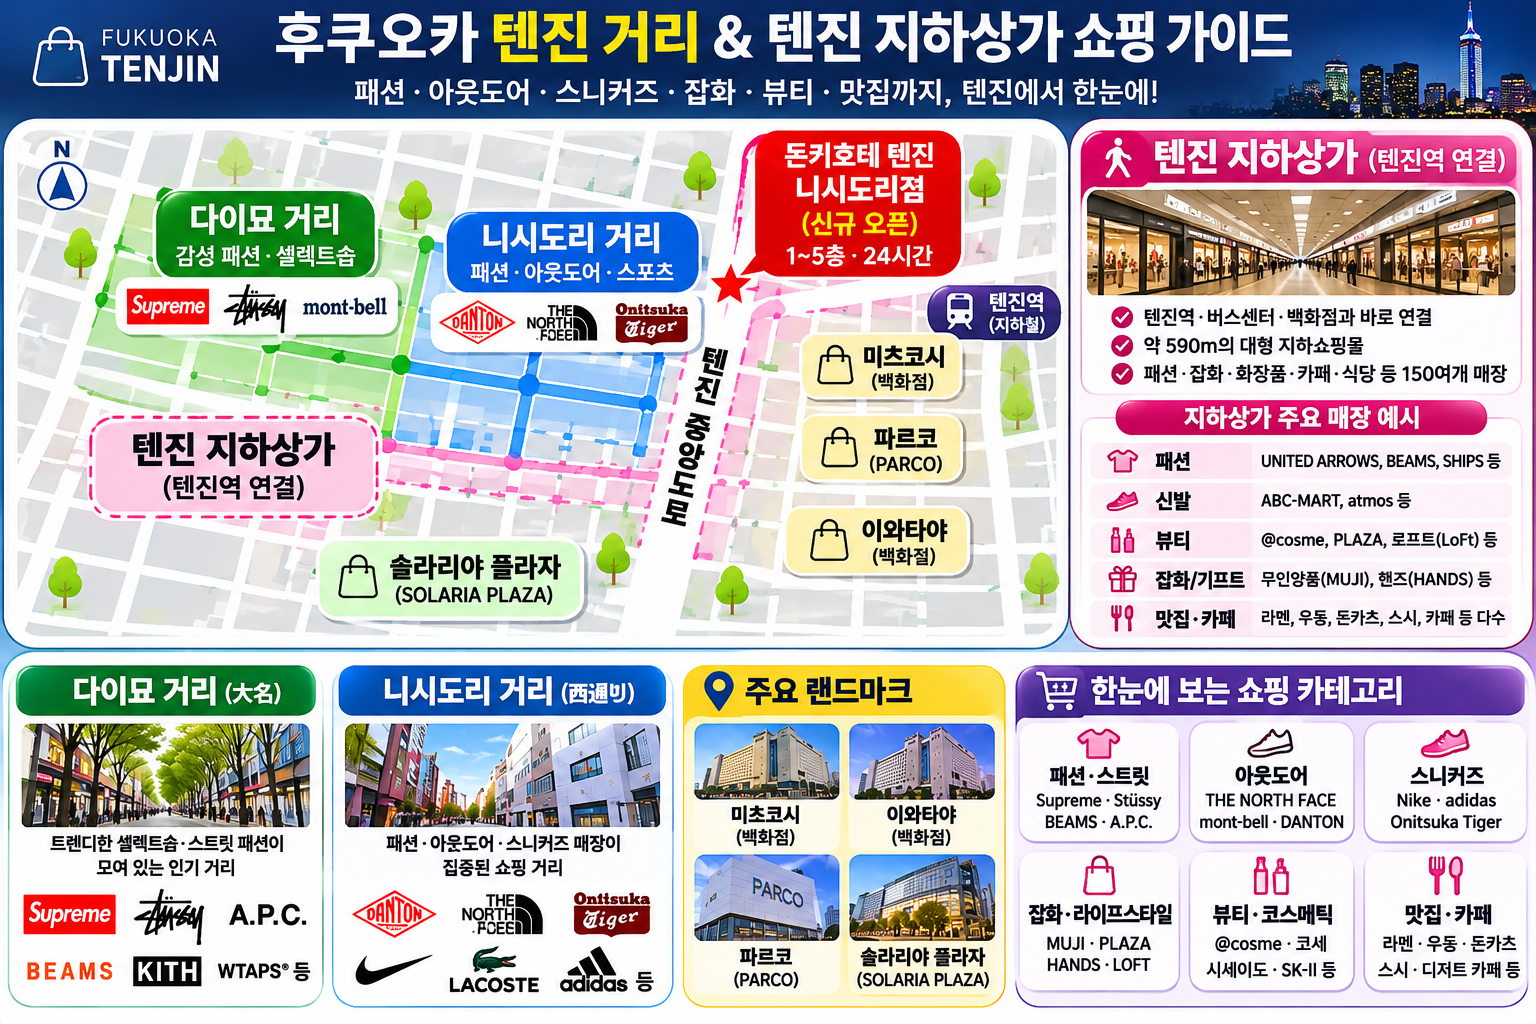 FUKUOKA
TENJIN
후쿠오카 텐진 거리 & 텐진 지하상가 쇼핑 가이드
패션 · 아웃도어 · 스니커즈 · 잡화 · 뷰티 · 맛집까지, 텐진에서 한눈에!
N
다이묘 거리
감성 패션 · 셀렉트숍
Supreme
Stüssy
mont-bell
니시도리 거리
패션 · 아웃도어 · 스포츠
DANTON
THE
NORTH
Onitsuka
Tiger
돈키호테 텐진
니시도리점
(신규 오픈)
1~5층 · 24시간
텐진역
(지하철)
미츠코시
(백화점)
파르코
(PARCO)
이와타야
(백화점)
텐진 중앙도로
텐진 지하상가
(텐진역 연결)
솔라리야 플라자
(SOLARIA PLAZA)
텐진 지하상가 (텐진역 연결)
텐진역 · 버스센터 · 백화점과 바로 연결
약 590m의 대형 지하쇼핑몰
패션 · 잡화 · 화장품 · 카페 · 식당 등 150여개 매장
지하상가 주요 매장 예시
패션 UNITED ARROWS, BEAMS, SHIPS 등
신발 ABC-MART, atmos 등
뷰티 @cosme, PLAZA, 로프트(LoFt) 등
잡화/기프트 무인양품(MUJI), 핸즈(HANDS) 등
맛집 · 카페 라멘, 우동, 돈카츠, 스시, 카페 등 다수
다이묘 거리 (大名)
트렌디한 셀렉트숍 · 스트릿 패션이
모여 있는 인기 거리
Supreme
Stüssy
A.P.C.
BEAMS
KITH
WTAPS® 등
니시도리 거리 (西通り)
패션 · 아웃도어 · 스니커즈 매장이
집중된 쇼핑 거리
DANTON
THE
NORTH
Onitsuka
Tiger
LACOSTE
adidas 등
주요 랜드마크
미츠코시
(백화점)
이와타야
(백화점)
PARCO
파르코
(PARCO)
솔라리야 플라자
(SOLARIA PLAZA)
한눈에 보는 쇼핑 카테고리
패션 · 스트릿
Supreme · Stüssy
BEAMS · A.P.C.
아웃도어
THE NORTH FACE
mont-bell · DANTON
스니커즈
Nike · adidas
Onitsuka Tiger
잡화 · 라이프스타일
MUJI · PLAZA
HANDS · LOFT
뷰티 · 코스메틱
@cosme · 코세
시세이도 · SK-II 등
맛집 · 카페
라멘 · 우동 · 돈카츠
스시 · 디저트 카페 등